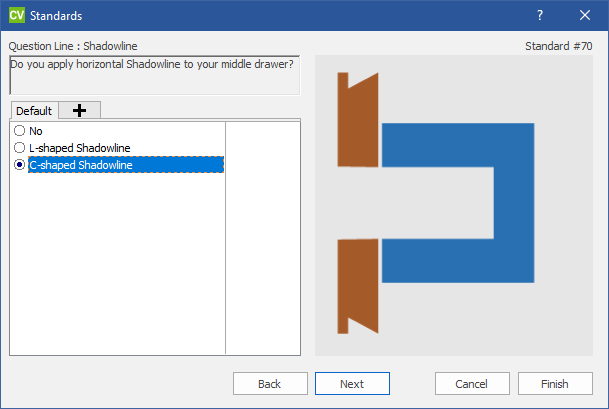 CV Standards ?
Question Line : Shadowline Standard #70
Do you apply horizontal Shadowline to your middle drawer?
Default
No
L-shaped Shadowline
C-shaped Shadowline
Back Next Cancel Finish